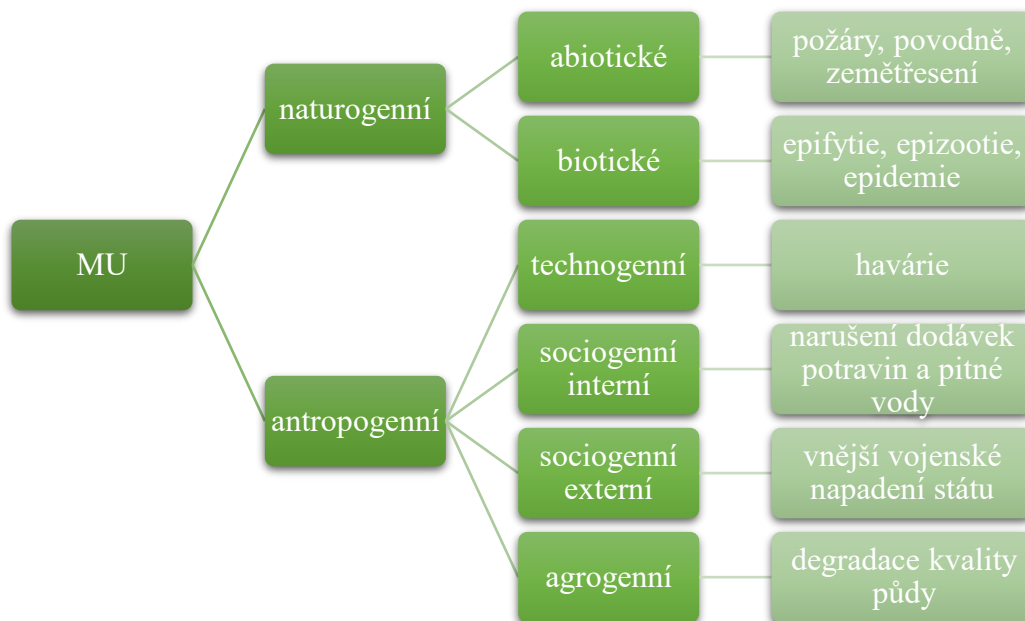 MU
naturogenní
abiotické
požáry, povodně,
zemětřesení
biotické
epifytie, epizootie,
epidemie
antropogenní
technogenní
havárie
sociogenní
interní
narušení dodávek
potravin a pitné
vody
sociogenní
externí
vnější vojenské
napadení státu
agrogenní
degradace kvality
půdy